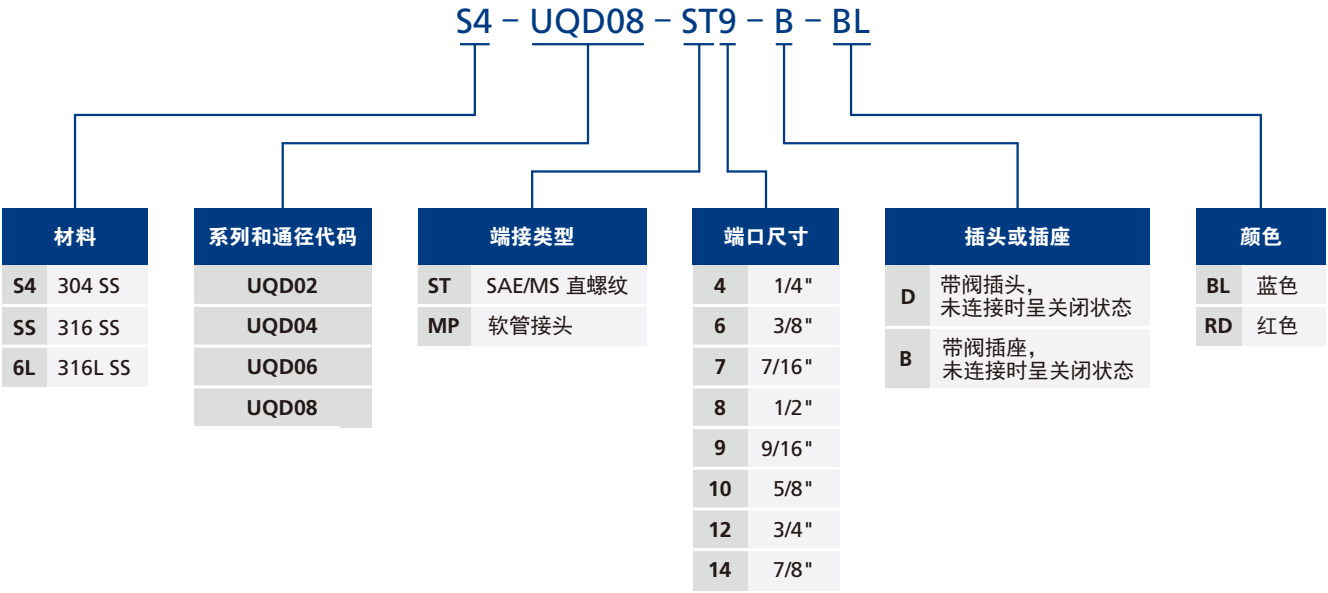 S4 – UQD08 – ST9 – B – BL
材料
S4 304 SS
SS 316 SS
6L 316L SS
系列和通径代码
UQD02
UQD04
UQD06
UQD08
端接类型
ST SAE/MS 直螺纹
MP 软管接头
端口尺寸
4 1/4"
6 3/8"
7 7/16"
8 1/2"
9 9/16"
10 5/8"
12 3/4"
14 7/8"
插头或插座
D 带阀插头，
未连接时呈关闭状态
B 带阀插座，
未连接时呈关闭状态
颜色
BL 蓝色
RD 红色